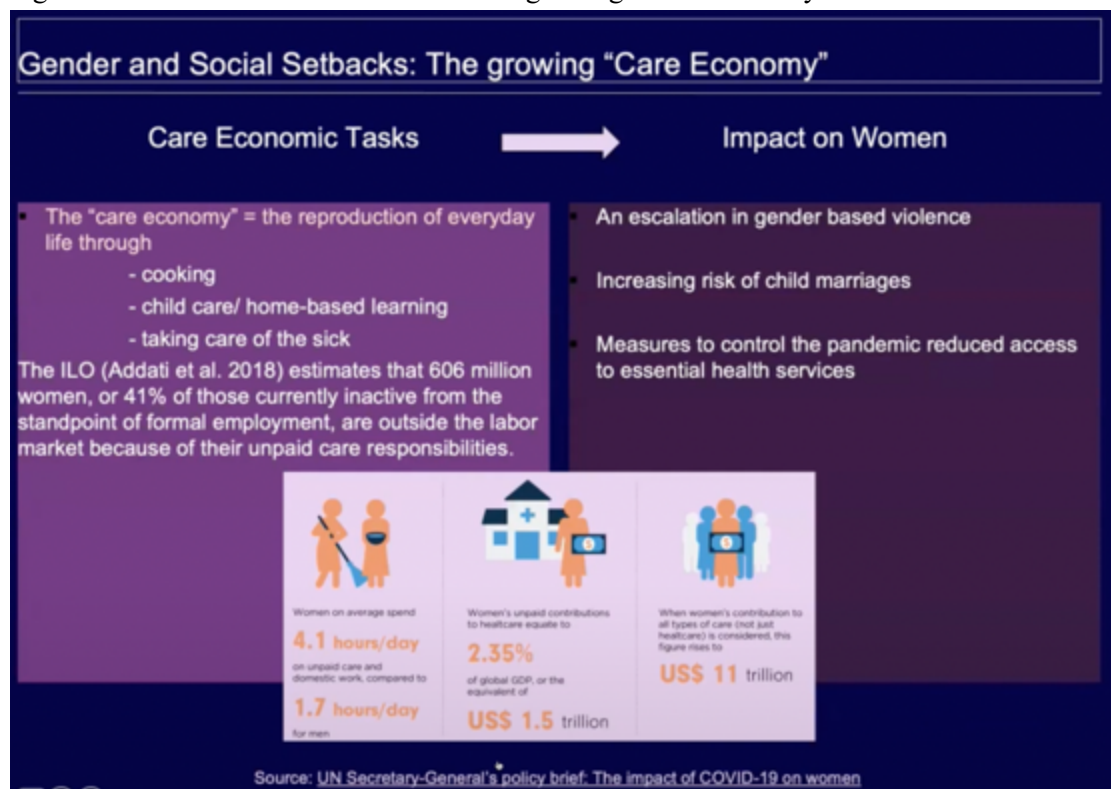 Gender and Social Setbacks: The growing “Care Economy”
Care Economic Tasks
Impact on Women
The “care economy” = the reproduction of everyday
life through
- cooking
- child care/ home-based learning
- taking care of the sick
The ILO (Addati et al. 2018) estimates that 606 million
women, or 41% of those currently inactive from the
standpoint of formal employment, are outside the labor
market because of their unpaid care responsibilities.
An escalation in gender based violence
Increasing risk of child marriages
Measures to control the pandemic reduced access
to essential health services
Women on average spend
4.1 hours/day
on unpaid care and
domestic work, compared to
1.7 hours/day
for men
Women's unpaid contributions
to healtcare equate to
2.35%
of global GDP, or the
equivalent of
US$ 1.5 trillion
When women's contribution to
all types of care (not just
healtcare) is considered, this
figure rises to
US$ 11 trillion
Source: UN Secretary-General's policy brief: The impact of COVID-19 on women